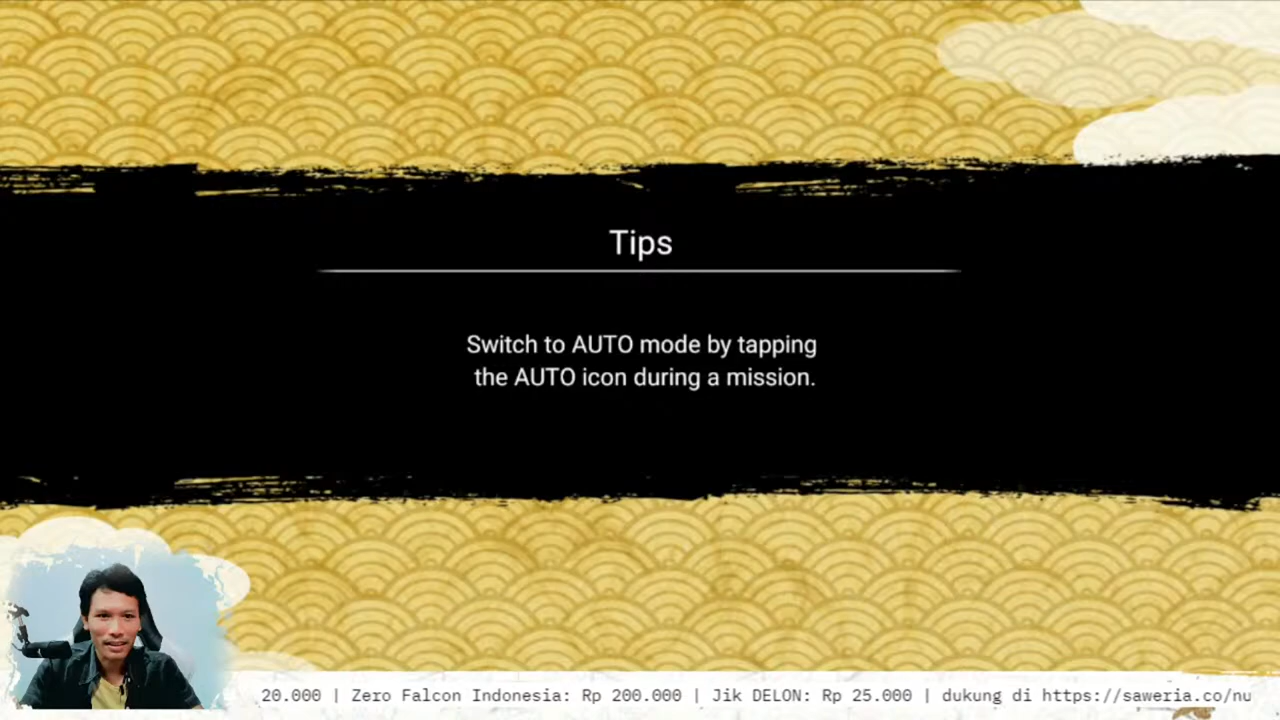 Tips
Switch to AUTO mode by tapping
the AUTO icon during a mission.
20.000 | Zero Falcon Indonesia: Rp 200.000 | Jik DELON: Rp 25.000 | dukung di https://saweria.co/nu